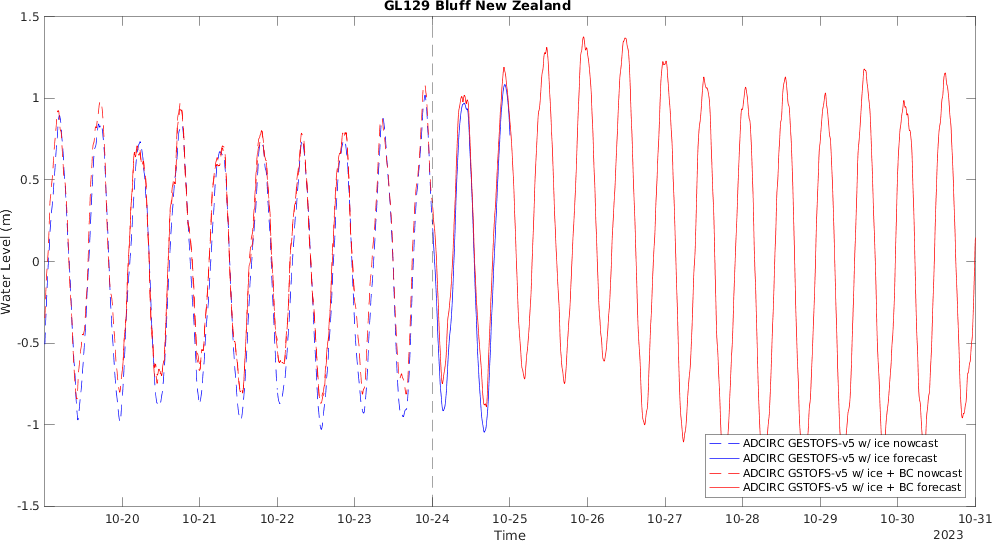 GL129 Bluff New Zealand
1.5
1
0.5
0
-0.5
-1
-1.5
Water Level (m)
10-20 10-21 10-22 10-23 10-24 10-25 10-26 10-27 10-28 10-29 10-30 10-31
Time
2023
ADCIRC GESTOFS-v5 w/ ice nowcast
ADCIRC GESTOFS-v5 w/ ice forecast
ADCIRC GSTOFS-v5 w/ ice + BC nowcast
ADCIRC GSTOFS-v5 w/ ice + BC forecast